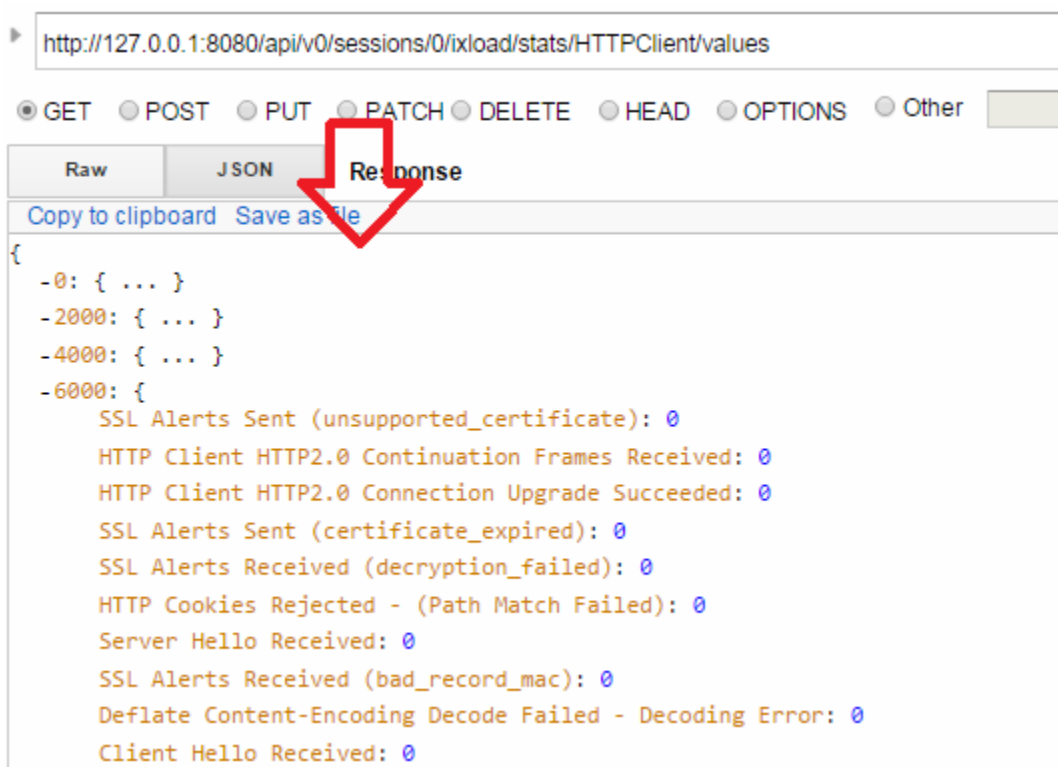 http://127.0.0.1:8080/api/v0/sessions/0/ixload/stats/HTTPClient/values
GET POST PUT PATCH DELETE HEAD OPTIONS Other
Raw JSON Response
Copy to clipboard Save as file
{
-0: { ... }
-2000: { ... }
-4000: { ... }
-6000: {
SSL Alerts Sent (unsupported_certificate): 0
HTTP Client HTTP2.0 Continuation Frames Received: 0
HTTP Client HTTP2.0 Connection Upgrade Succeeded: 0
SSL Alerts Sent (certificate_expired): 0
SSL Alerts Received (decryption_failed): 0
HTTP Cookies Rejected - (Path Match Failed): 0
Server Hello Received: 0
SSL Alerts Received (bad_record_mac): 0
Deflate Content-Encoding Decode Failed - Decoding Error: 0
Client Hello Received: 0